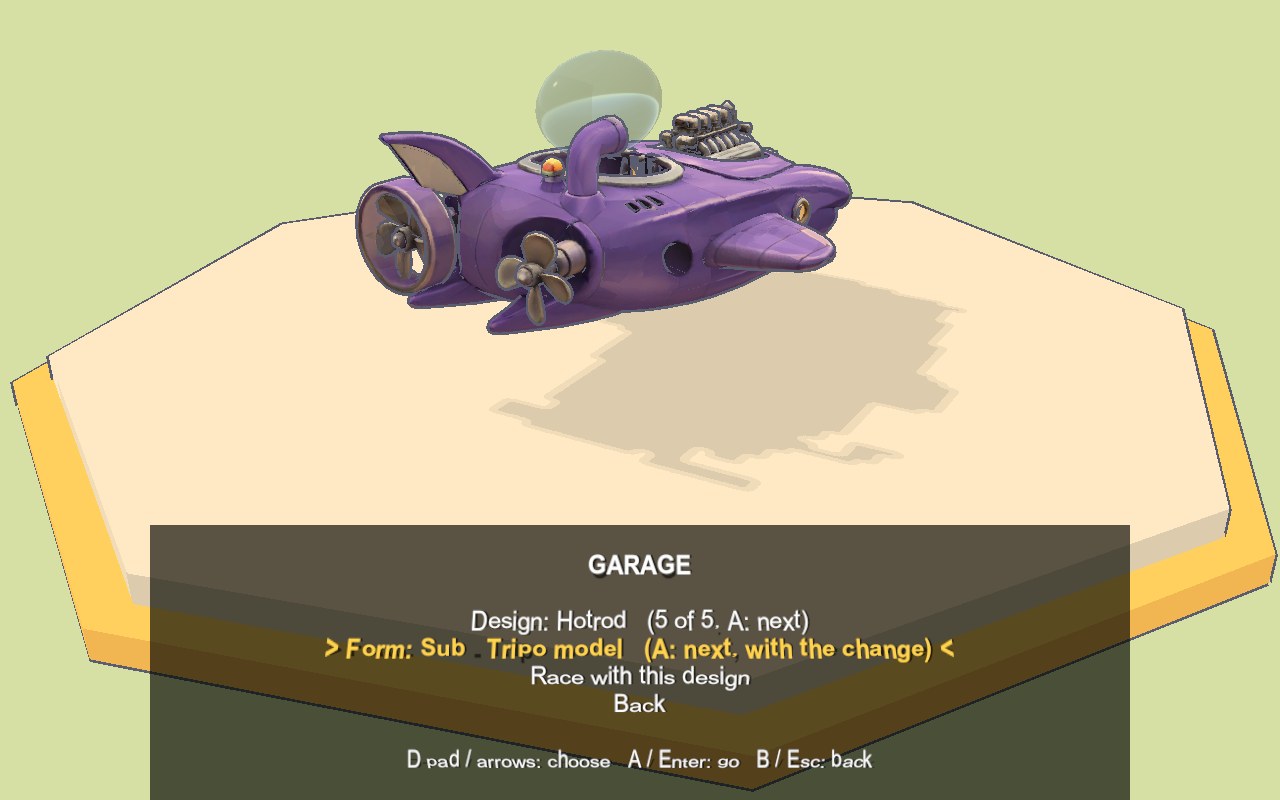 GARAGE
Design: Hotrod (5 of 5. A: next)
> Form: Sub - Tripo model (A: next, with the change) <
Race with this design
Back
D pad / arrows: choose A / Enter: go B / Esc: back